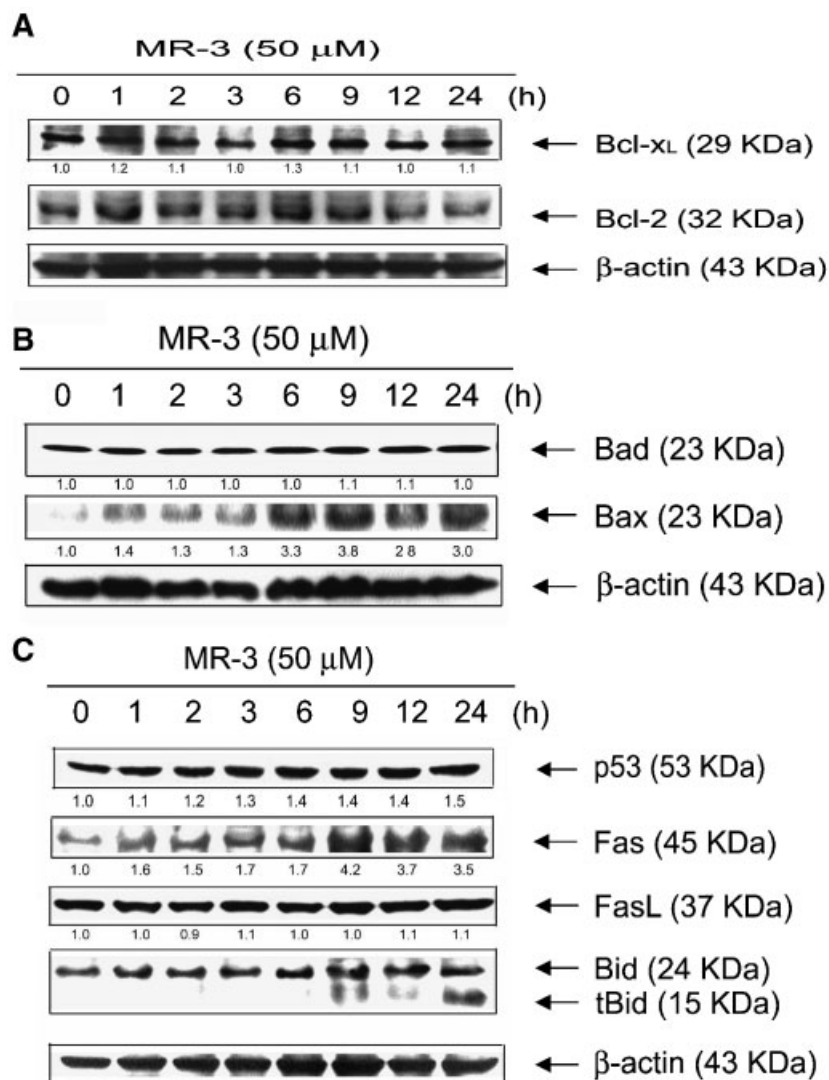 A
MR-3 (50 μM)
0 1 2 3 6 9 12 24 (h)
Bcl-xL (29 KDa)
1.0 1.2 1.1 1.0 1.3 1.1 1.0 1.1
Bcl-2 (32 KDa)
β-actin (43 KDa)
B
MR-3 (50 μM)
0 1 2 3 6 9 12 24 (h)
Bad (23 KDa)
1.0 1.0 1.0 1.0 1.0 1.1 1.1 1.0
Bax (23 KDa)
1.0 1.4 1.3 1.3 3.3 3.8 2 8 3.0
β-actin (43 KDa)
C
MR-3 (50 μM)
0 1 2 3 6 9 12 24 (h)
p53 (53 KDa)
1.0 1.1 1.2 1.3 1.4 1.4 1.4 1.5
Fas (45 KDa)
1.0 1.6 1.5 1.7 1.7 4.2 3.7 3.5
FasL (37 KDa)
1.0 1.0 0.9 1.1 1.0 1.0 1.1 1.1
Bid (24 KDa)
tBid (15 KDa)
β-actin (43 KDa)